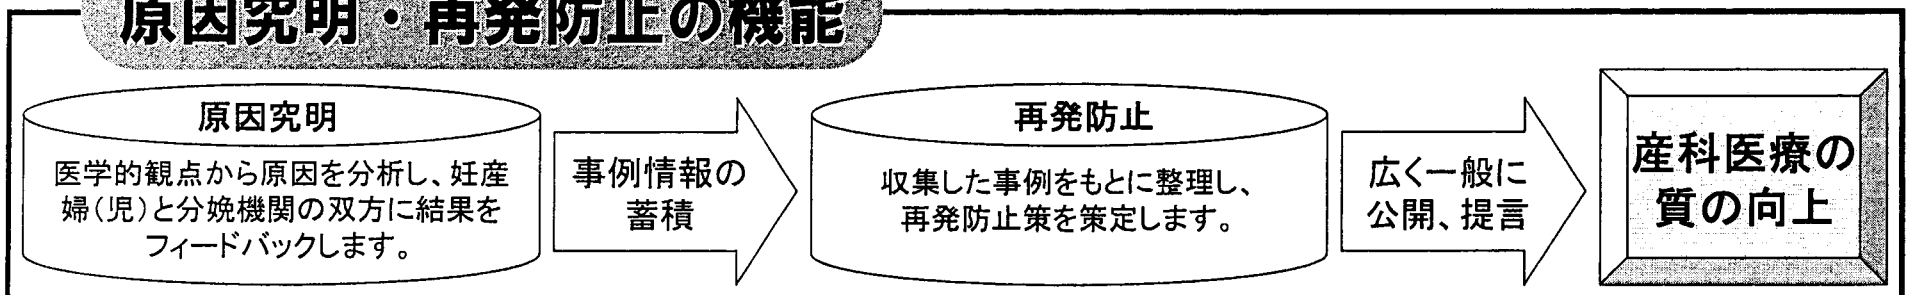 原因究明・再発防止の機能
原因究明
医学的観点から原因を分析し、妊産
婦(児)と分娩機関の双方に結果を
フィードバックします。
事例情報の
蓄積
再発防止
収集した事例をもとに整理し、
再発防止策を策定します。
広く一般に
公開、提言
産科医療の
質の向上